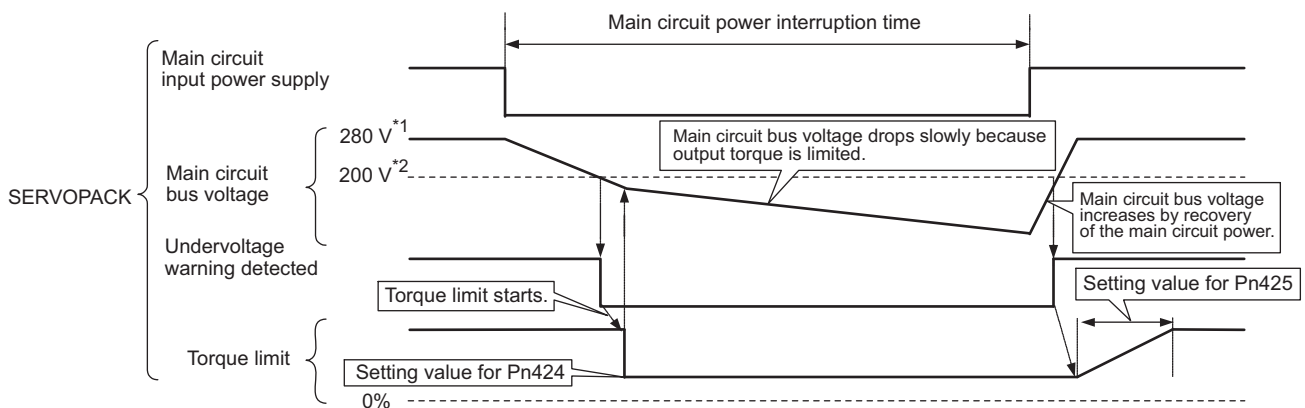 Main circuit power interruption time
Main circuit
input power supply
280 V*1
Main circuit bus voltage drops slowly because
output torque is limited.
Main circuit
bus voltage
200 V*2
SERVOPACK
Main circuit bus voltage
increases by recovery
of the main circuit power.
Undervoltage
warning detected
Torque limit starts.
Setting value for Pn425
Torque limit
Setting value for Pn424
0%